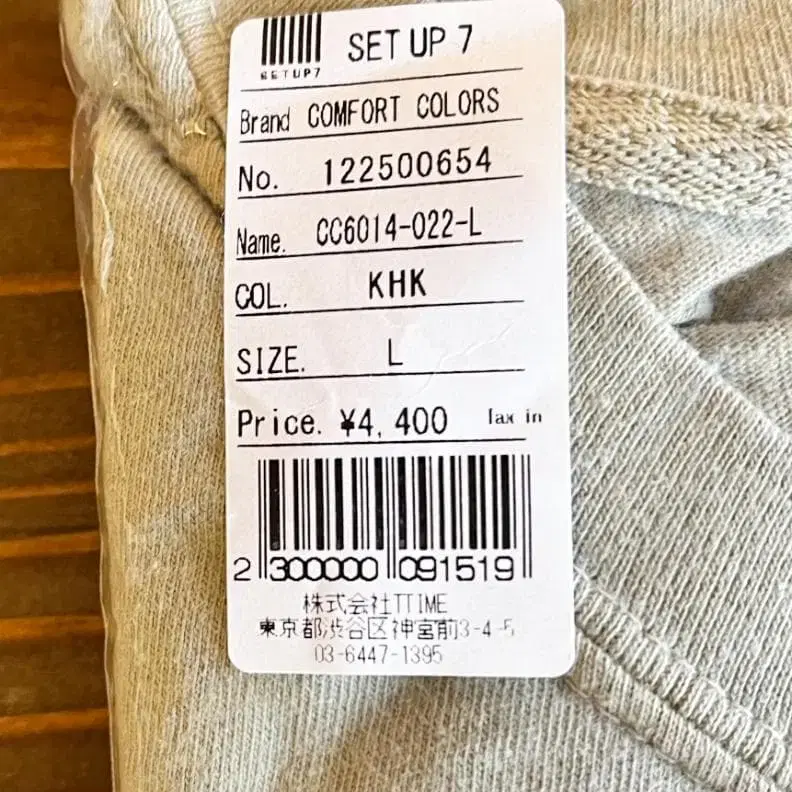 SET UP 7
SETUP7
Brand COMFORT COLORS
No. 122500654
Name. CC6014-022-L
COL. KHK
SIZE. L
Price. ¥4,400 Tax in
2 300000 091519
株式会社TTIME
東京都渋谷区神宮前3-4-5
03-6447-1395